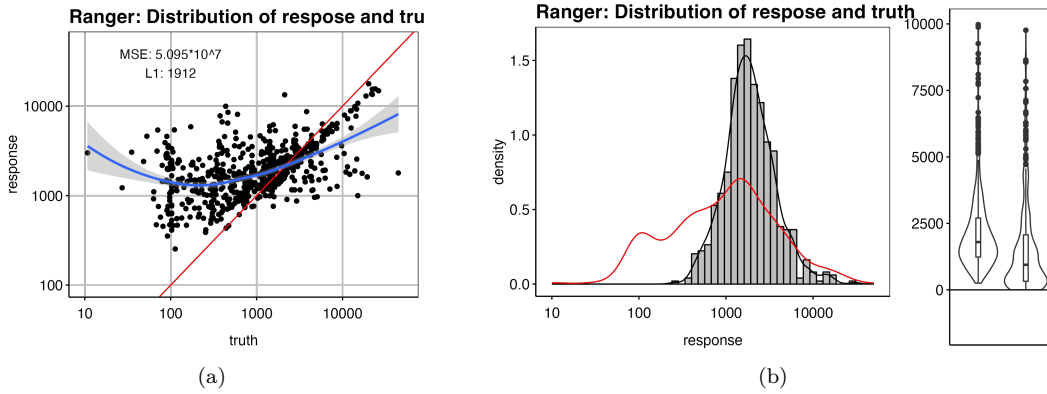 Ranger: Distribution of respose and tru
MSE: 5.095*10^7
L1: 1912
response
10000
1000
100
10
100
1000
10000
truth
(a)
Ranger: Distribution of respose and truth
density
1.5
1.0
0.5
0.0
10
1000
10000
response
(b)
10000
7500
5000
2500
0